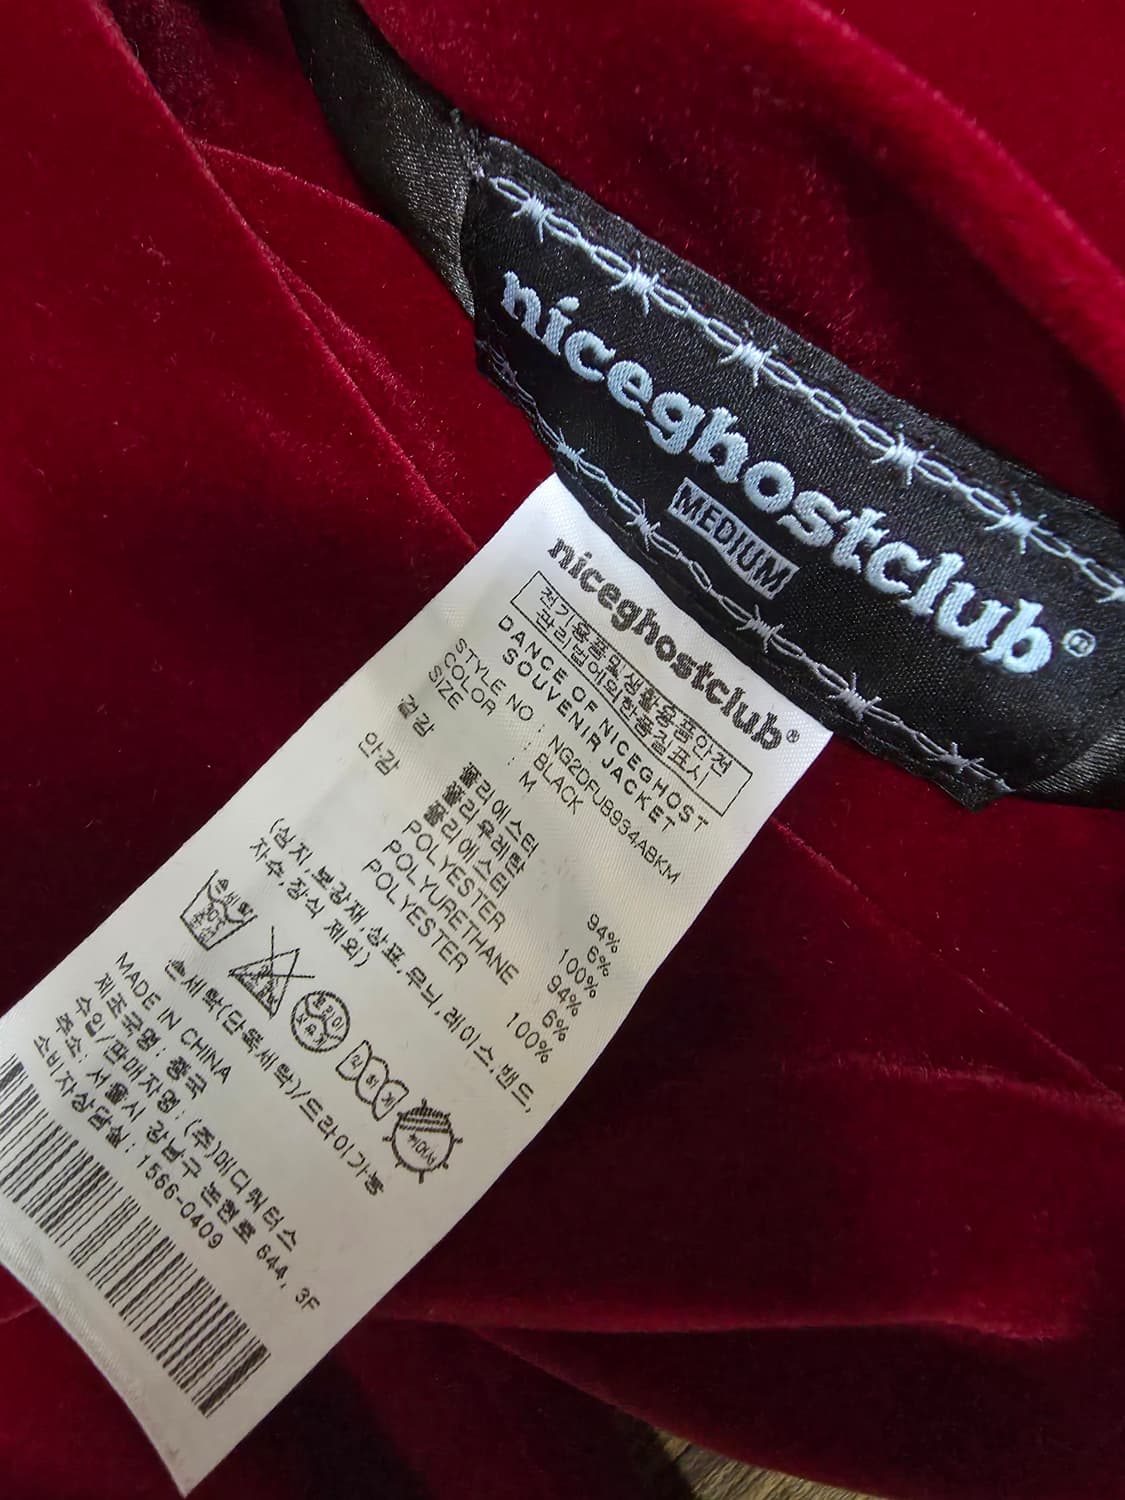 niceghostclub®
MEDIUM
niceghostclub®
전기용품및생활용품안전
관리법에의한품질표시
DANCE OF NICEGHOST
SOUVENIR JACKET
STYLE NO : NG2DFUB934ABKM
COLOR : BLACK
SIZE : M
겉감 폴리에스터 94%
폴리우레탄 6%
안감 폴리에스터 100%
POLYESTER 94%
POLYURETHANE 6%
POLYESTER 100%
(심지,보강재,상표,무늬,레이스,밴드,
자수,장식 제외)
손세탁(단독세탁)/드라이가능
MADE IN CHINA
제조국명: 중국
수입/판매자명: (주)메디쿼터스
주소: 서울시 강남구 논현로 644, 3F
소비자상담실: 1566-0409